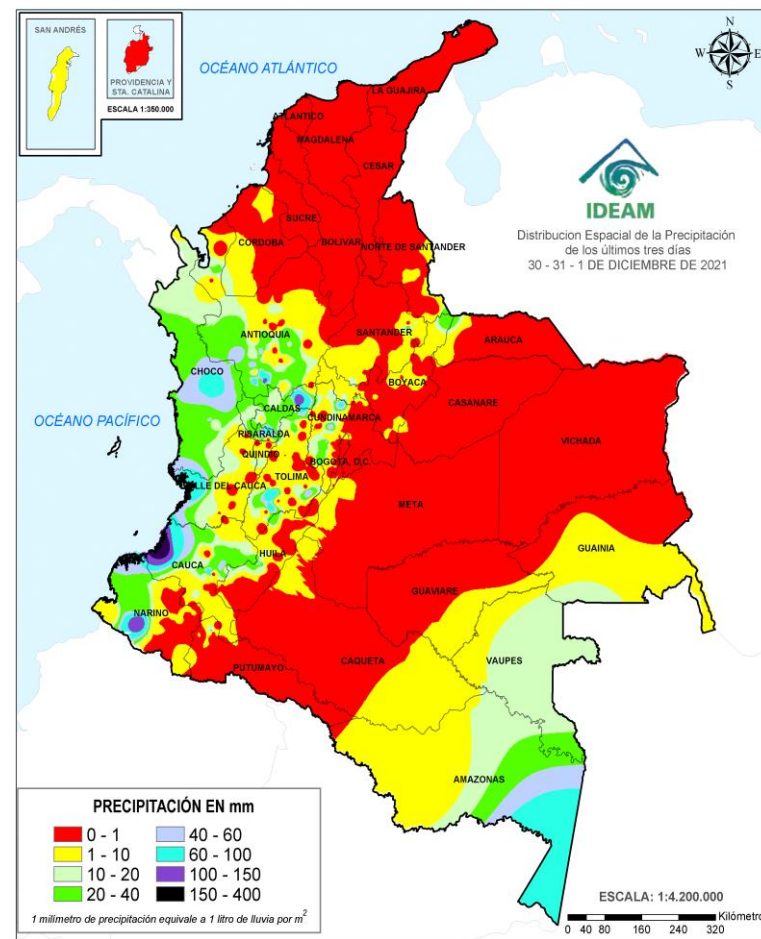 SAN ANDRÉS
PROVIDENCIA Y
STA. CATALINA
ESCALA 1:350.000
OCÉANO ATLÁNTICO
N
W
E
S
LA GUAJIRA
ATLANTICO
MAGDALENA
CESAR
IDEAM
Distribucion Espacial de la Precipitación
de los últimos tres días
30 - 31 - 1 DE DICIEMBRE DE 2021
SUCRE
CORDOBA
BOLIVAR
NORTE DE SANTANDER
ANTIOQUIA
SANTANDER
ARAUCA
CHOCO
BOYACA
CALDAS
CASANARE
CUNDINAMARCA
OCÉANO PACÍFICO
RISARALDA
VICHADA
QUINDIO
BOGOTA, D.C
TOLIMA
VALLE DEL CAUCA
META
GUAINIA
HUILA
CAUCA
GUAVIARE
NARIÑO
CAQUETA
VAUPES
PUTUMAYO
AMAZONAS
PRECIPITACIÓN EN mm
0 - 1
40 - 60
1 - 10
60 - 100
10 - 20
100 - 150
20 - 40
150 - 400
1 milimetro de precipitación equivale a 1 litro de lluvia por m2
ESCALA: 1:4.200.000
Kilómetro
0 40 80 160 240 320